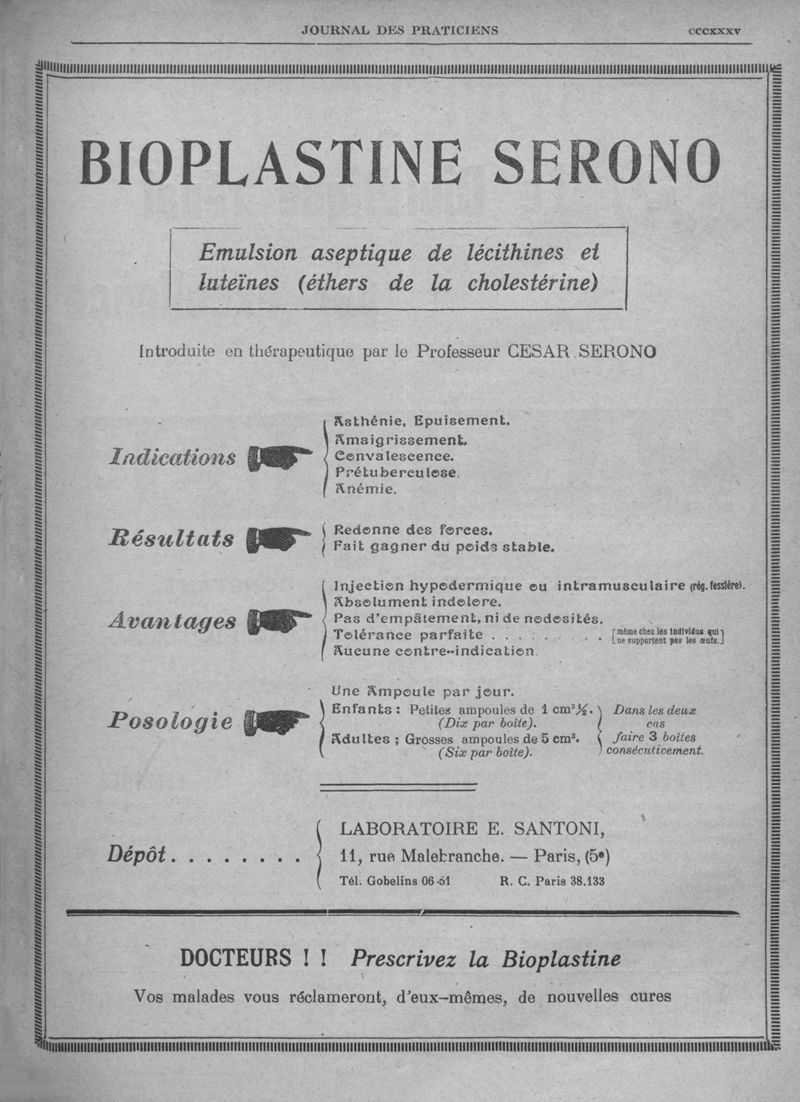 JOURNAL DES PRATICIENS CCCXXXV
BIOPLASTINE SERONO
Emulsion aseptique de lécithines et
luteïnes (éthers de la cholestérine)
Introduite en thérapeutique par le Professeur CESAR SERONO
Indications
Asthénie, Epuisement.
Amaigrissement.
Convalescence.
Prétuberculose.
Anémie.
Résultats
Redonne des forces.
Fait gagner du poids stable.
Avantages
Injection hypodermique ou intramusculaire (rég. fessière).
Absolument indolore.
Pas d'empâtement, ni de nodosités.
Tolérance parfaite . . . . . . (même chez les individus qui
ne supportent pas les œufs.)
Aucune contre-indication
Posologie
Une Ampoule par jour.
Enfants : Petites ampoules de 1 cm³ ½.
(Dix par boite).
Adultes ; Grosses ampoules de 5 cm³.
(Six par boite).
Dans les deux
cas
faire 3 boites
consécutivement.
Dépôt . . . . . . . .
LABORATOIRE E. SANTONI,
11, rue Malebranche. — Paris, (5e)
Tél: Gobelins 06-51 R. C. Paris 38.133
DOCTEURS ! ! Prescrivez la Bioplastine
Vos malades vous réclameront, d'eux-mêmes, de nouvelles cures